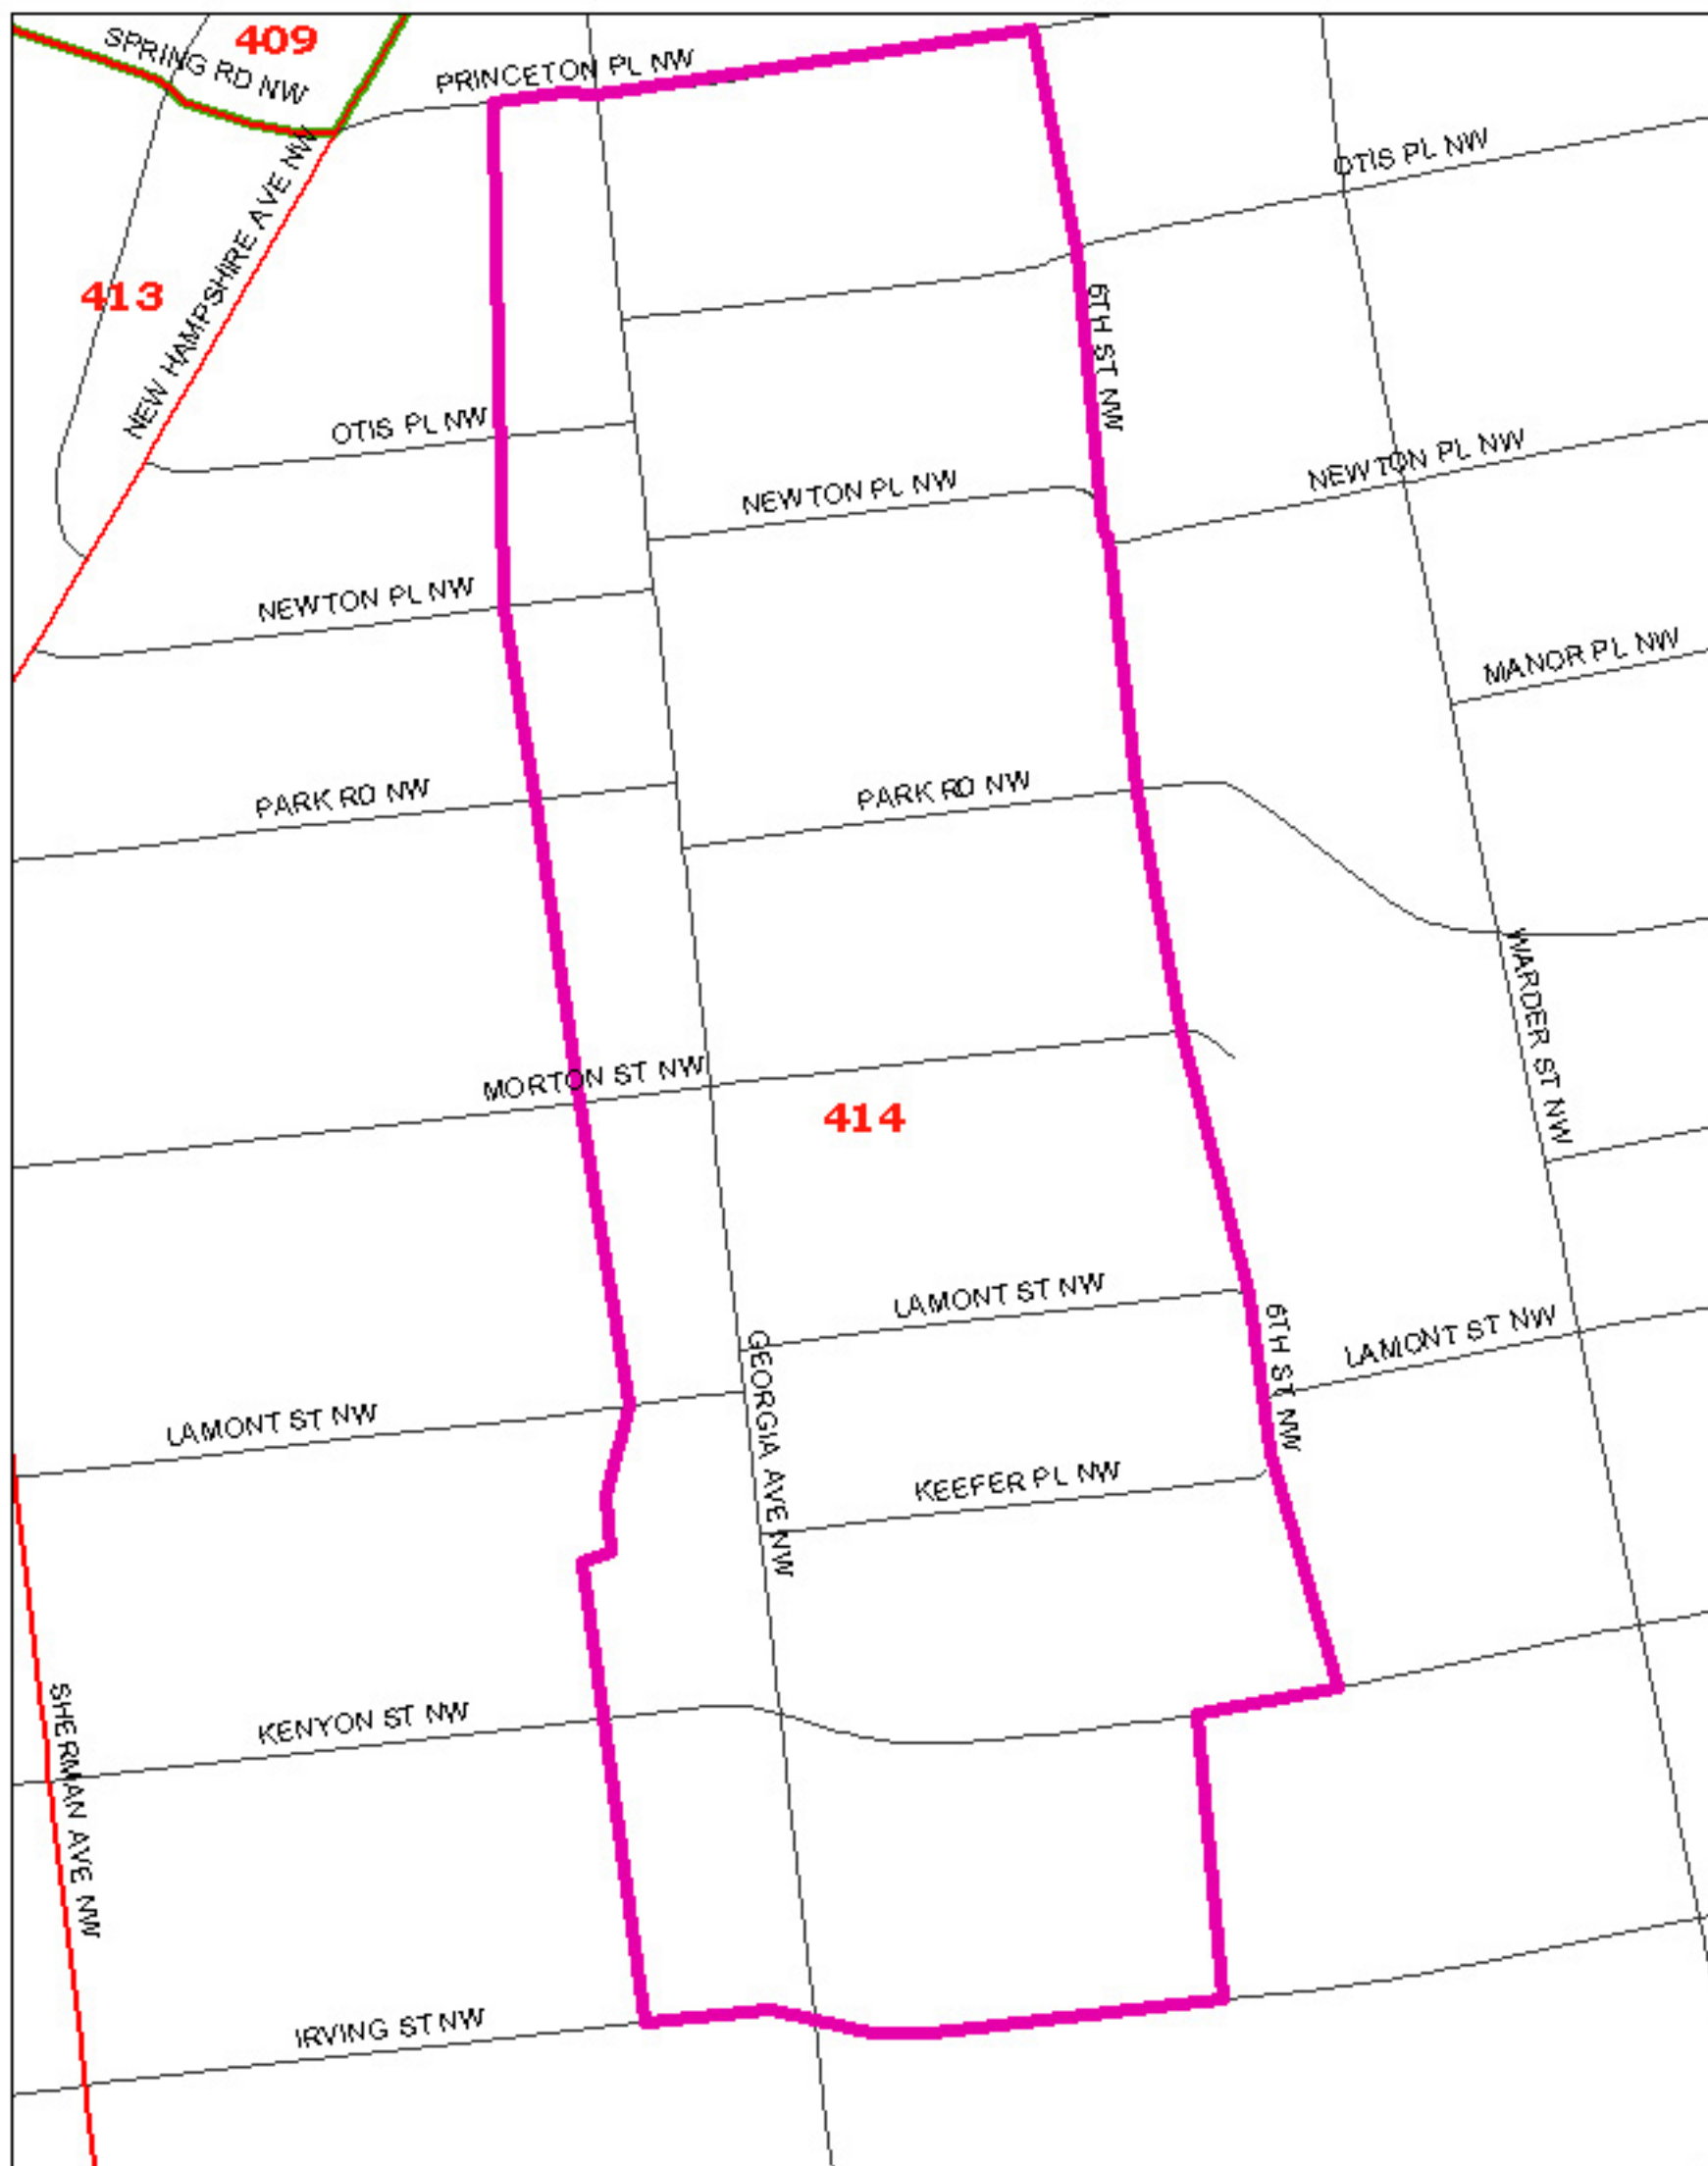 409
SPRING RD NW
PRINCETON PL NW
OTIS PL NW
413
NEW HAMPSHIRE AVE NW
6TH ST NW
OTIS PL NW
NEWTON PL NW
NEWTON PL NW
NEWTON PL NW
MANOR PL NW
PARK RD NW
PARK RD NW
WARDER ST NW
MORTON ST NW
414
LAMONT ST NW
6TH ST NW
LAMONT ST NW
GEORGIA AVE NW
LAMONT ST NW
KEEFER PL NW
SHERMAN AVE NW
KENYON ST NW
IRVING ST NW